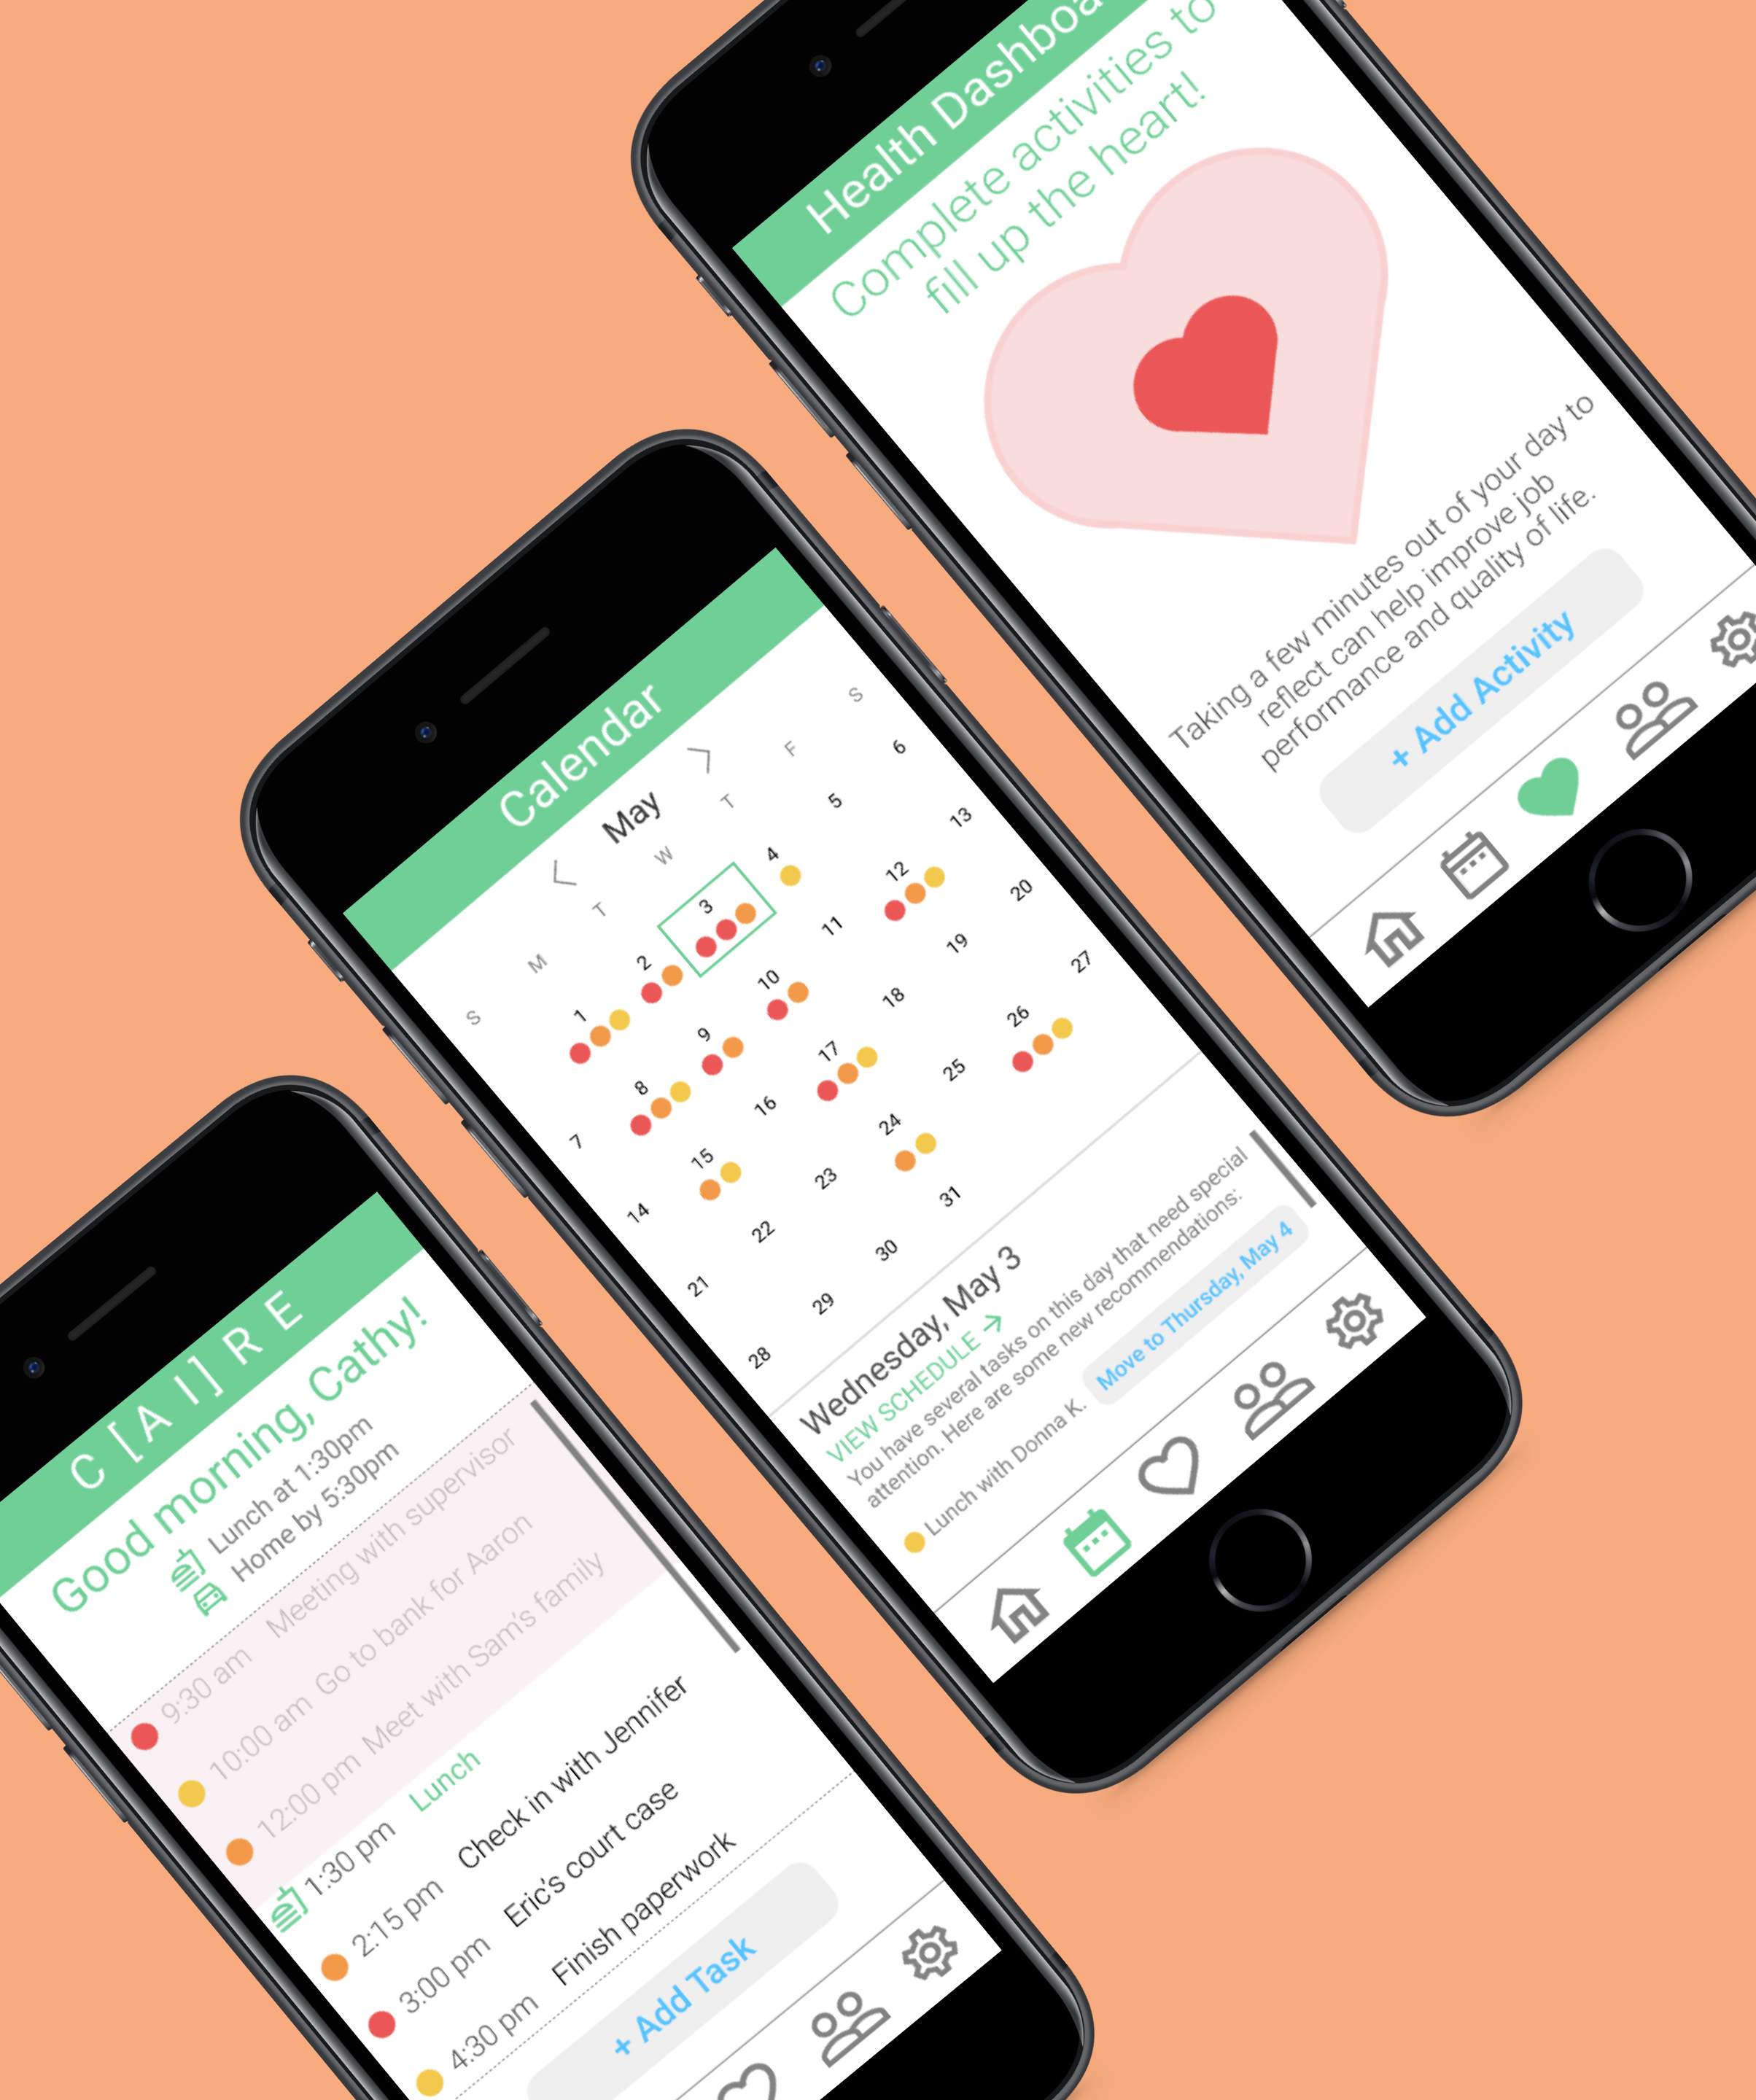 Health Dashboa
Complete activities to
fill up the heart!
Taking a few minutes out of your day to
reflect can help improve job
performance and quality of life.
+ Add Activity
Calendar
May
S M T W T F S
1 2 3 4 5 6
7 8 9 10 11 12 13
14 15 16 17 18 19 20
21 22 23 24 25 26 27
28 29 30 31
Wednesday, May 3
VIEW SCHEDULE →
You have several tasks on this day that need special
attention. Here are some new recommendations:
Lunch with Donna K. Move to Thursday, May 4
C [ A I ] R E
Good morning, Cathy!
Lunch at 1:30pm
Home by 5:30pm
9:30 am Meeting with supervisor
10:00 am Go to bank for Aaron
12:00 pm Meet with Sam's family
1:30 pm Lunch
2:15 pm Check in with Jennifer
3:00 pm Eric's court case
4:30 pm Finish paperwork
+ Add Task